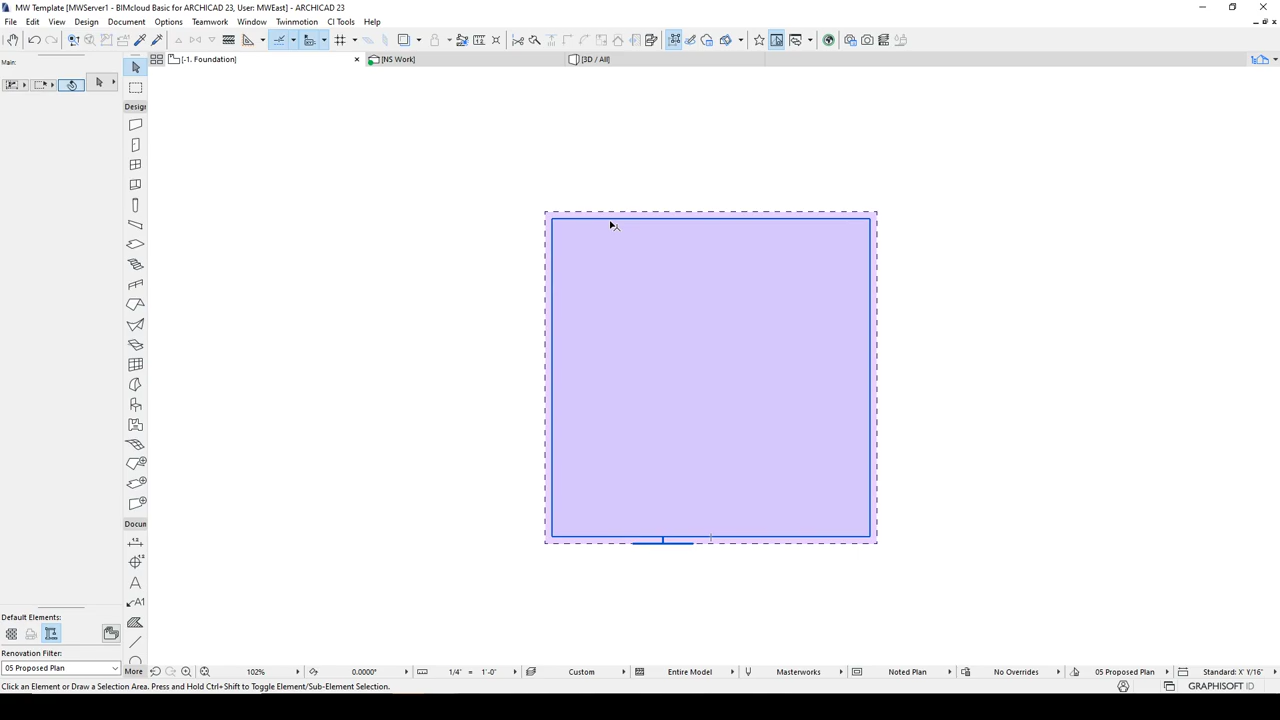 MW Template [MWServer1 - BIMcloud Basic for ARCHICAD 23, User: MWEast] - ARCHICAD 23
File Edit View Design Document Options Teamwork Window Twinmotion CI Tools Help
[-1. Foundation] [NS Work] [3D / All]
Main:
Design
Docum
1.2
1.5
A
A1
More
Default Elements:
Renovation Filter:
05 Proposed Plan
102% 0.0000° 1/4" = 1'-0" Custom Entire Model Masterworks Noted Plan No Overrides 05 Proposed Plan Standard: X' Y/16"
Click an Element or Draw a Selection Area. Press and Hold Ctrl+Shift to Toggle Element/Sub-Element Selection.
GRAPHISOFT ID